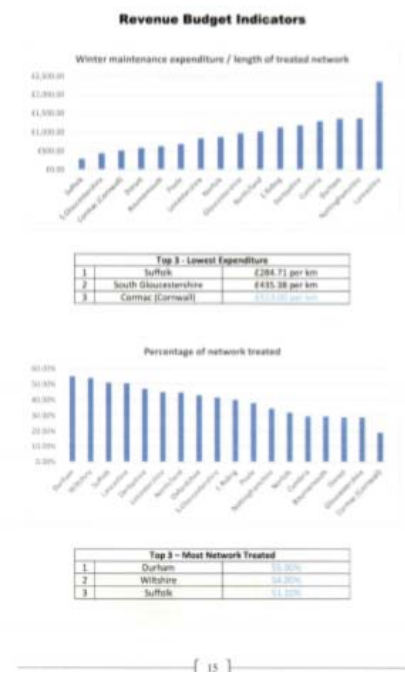 Revenue Budget Indicators
Winter maintenance expenditure / length of treated network
£2,500.00
£2,000.00
£1,500.00
£1,000.00
£500.00
£0.00
Suffolk
S.Gloucestershire
Cormac (Cornwall)
Dorset
Bournemouth
Poole
Leicestershire
Norfolk
Gloucestershire
E.Riding
Derbyshire
Cumbria
Durham
Nottinghamshire
Lancashire
Top 3 - Lowest Expenditure
1 Suffolk £284.71 per km
2 South Gloucestershire £435.38 per km
3 Cormac (Cornwall)
Percentage of network treated
60.00%
50.00%
40.00%
30.00%
20.00%
10.00%
0.00%
Durham
Wiltshire
Suffolk
Lancashire
Derbyshire
Leicestershire
Oxfordshire
S.Gloucestershire
E.Riding
Poole
Nottinghamshire
Norfolk
Cumbria
Bournemouth
Dorset
Gloucestershire
Cormac (Cornwall)
Top 3 – Most Network Treated
1 Durham
2 Wiltshire
3 Suffolk
[ 15 ]